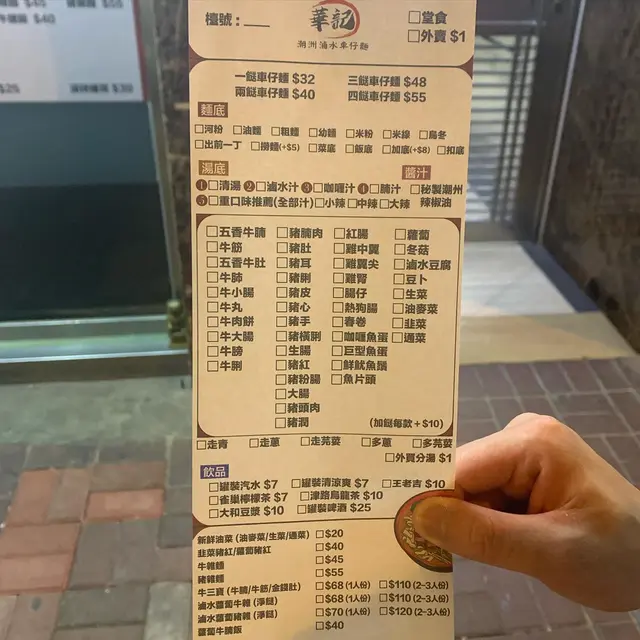 檯號：
華記
潮洲滷水車仔麵
□堂食
□外賣 $1
一餸車仔麵 $32 三餸車仔麵 $48
兩餸車仔麵 $40 四餸車仔麵 $55
麵底
□河粉 □油麵 □粗麵 □幼麵 □米粉 □米線 □烏冬
□出前一丁 □撈麵(+$5) □菜底 □飯底 □加底(+$8) □扣底
湯底 醬汁
❶□清湯 ❷□滷水汁 ❸□咖喱汁 ❹□腩汁 □秘製潮州
❺□重口味推薦(全部汁) □小辣 □中辣 □大辣 辣椒油
□五香牛腩 □豬腩肉 □紅腸 □蘿蔔
□牛筋 □豬肚 □雞中翼 □冬菇
□五香牛肚 □豬耳 □雞翼尖 □滷水豆腐
□牛肺 □豬脷 □雞腎 □豆卜
□牛小腸 □豬皮 □腸仔 □生菜
□牛丸 □豬心 □熱狗腸 □油麥菜
□牛肉餅 □豬手 □春卷 □韭菜
□牛大腸 □豬橫脷 □咖喱魚蛋 □通菜
□牛膀 □生腸 □巨型魚蛋
□牛脷 □豬紅 □鮮魷魚鬚
□豬粉腸 □魚片頭
□大腸
□豬頭肉
□豬潤 (加餸每款+$10)
□走青 □走蔥 □走芫荽 □多蔥 □多芫荽
□外買分湯 $1
飲品
□罐裝汽水 $7 □罐裝清涼爽 $7 □王老吉 $10
□雀巢檸檬茶 $7 □津路烏龍茶 $10
□大和豆漿 $10 □罐裝啤酒 $25
新鮮油菜 (油麥菜/生菜/通菜) □$20
韭菜豬紅/蘿蔔豬紅 □$40
牛雜麵 □$45
豬雜麵 □$55
牛三寶 (牛腩/牛筋/金錢肚) □$68 (1人份) □$110 (2-3人份)
滷水蘿蔔牛雜 (淨餸) □$68 (1人份) □$110 (2-3人份)
滷水蘿蔔豬雜 (淨餸) □$70 (1人份) □$120 (2-3人份)
蘿蔔牛腩飯 □$40